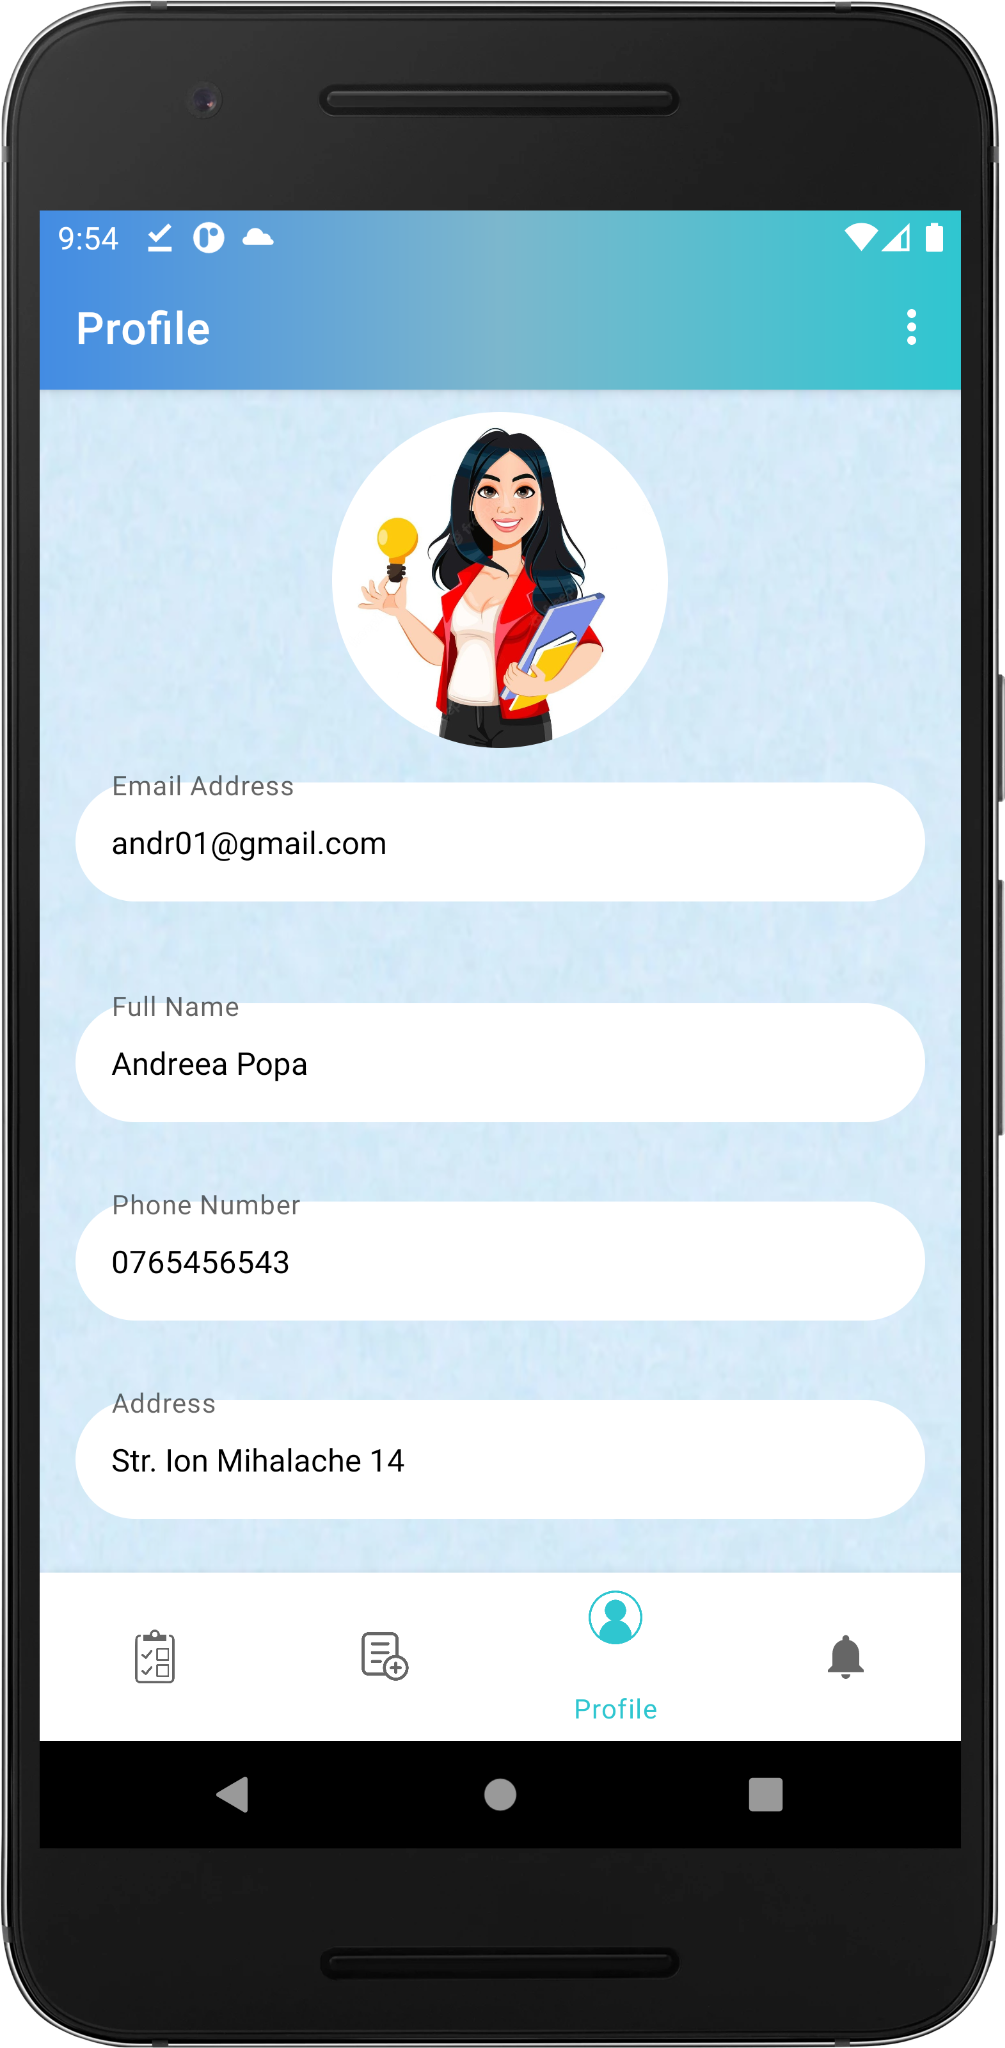 9:54
Profile
Email Address
andr01@gmail.com
Full Name
Andreea Popa
Phone Number
0765456543
Address
Str. Ion Mihalache 14
Profile